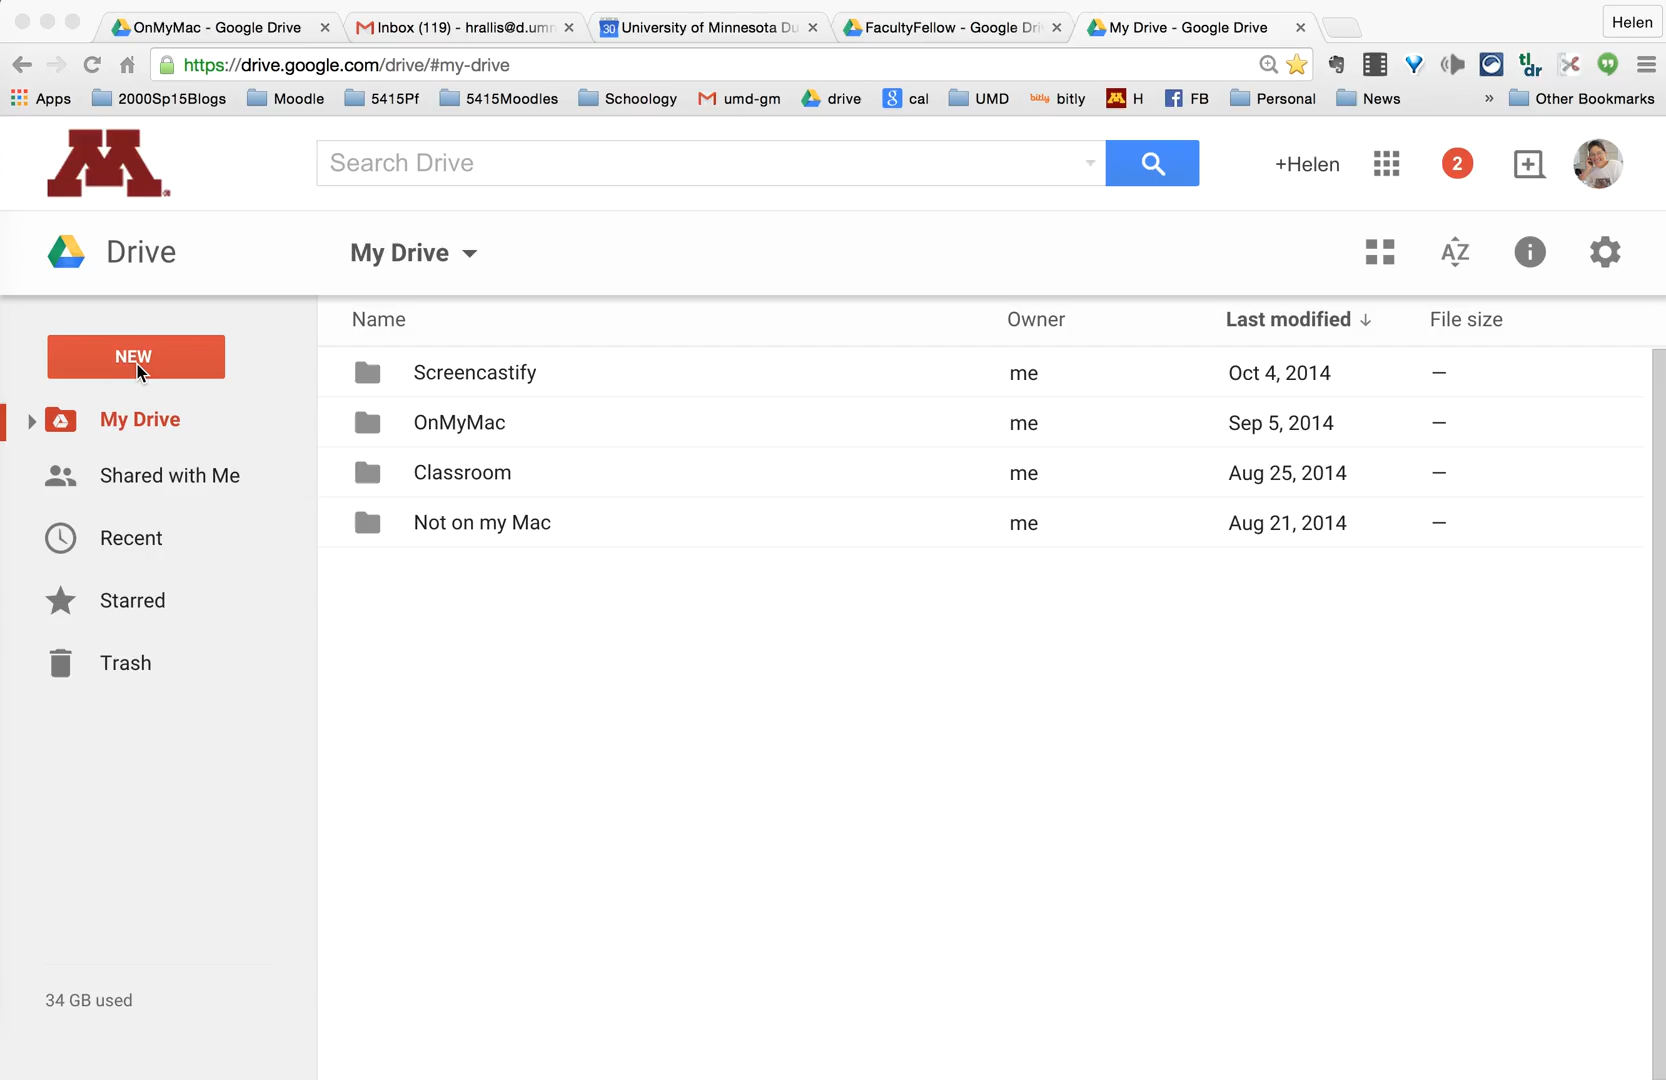 OnMyMac - Google Drive
Inbox (119) - hrallis@d.umn
University of Minnesota Du
FacultyFellow - Google Dri
My Drive - Google Drive
Helen
https://drive.google.com/drive/#my-drive
Apps
2000Sp15Blogs
Moodle
5415Pf
5415Moodles
Schoology
umd-gm
drive
cal
UMD
bitly bitly
H
FB
Personal
News
»
Other Bookmarks
M
Search Drive
+Helen
2
Drive
My Drive
AZ
Name Owner Last modified File size
NEW
My Drive
Shared with Me
Recent
Starred
Trash
Screencastify me Oct 4, 2014 —
OnMyMac me Sep 5, 2014 —
Classroom me Aug 25, 2014 —
Not on my Mac me Aug 21, 2014 —
34 GB used